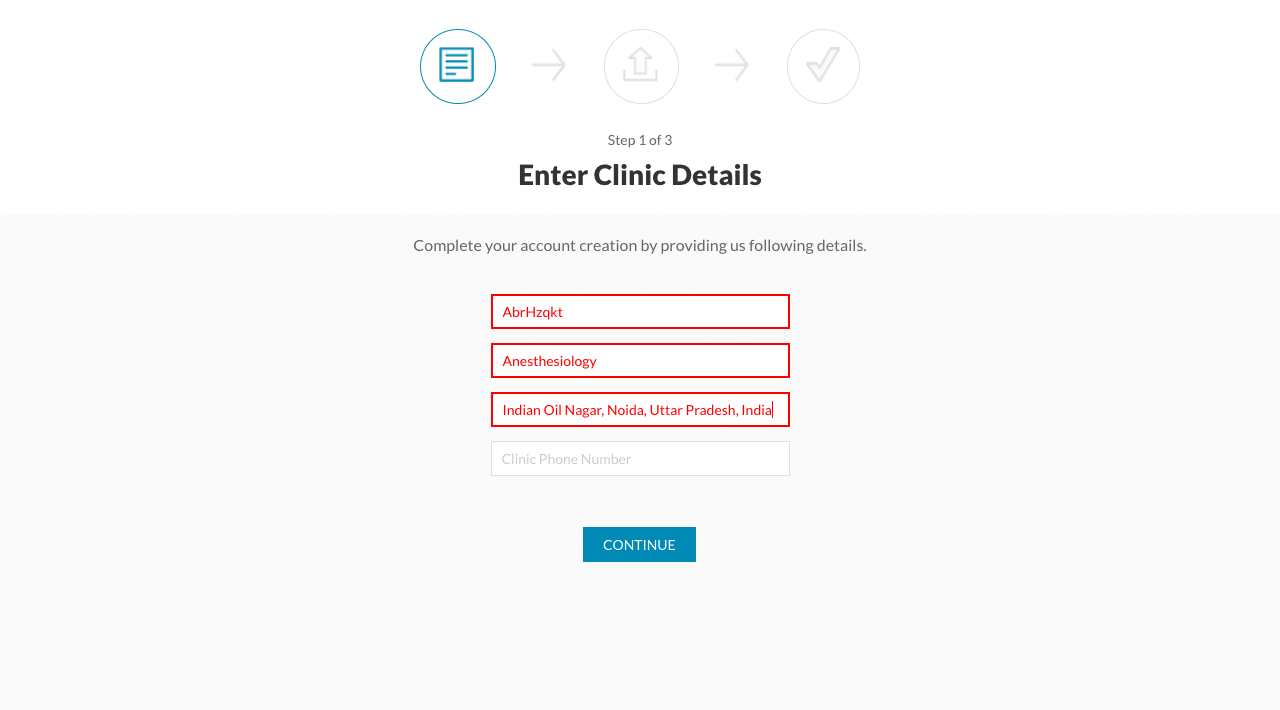 Step 1 of 3
Enter Clinic Details
Complete your account creation by providing us following details.
AbrHzqkt
Anesthesiology
Indian Oil Nagar, Noida, Uttar Pradesh, India
Clinic Phone Number
CONTINUE